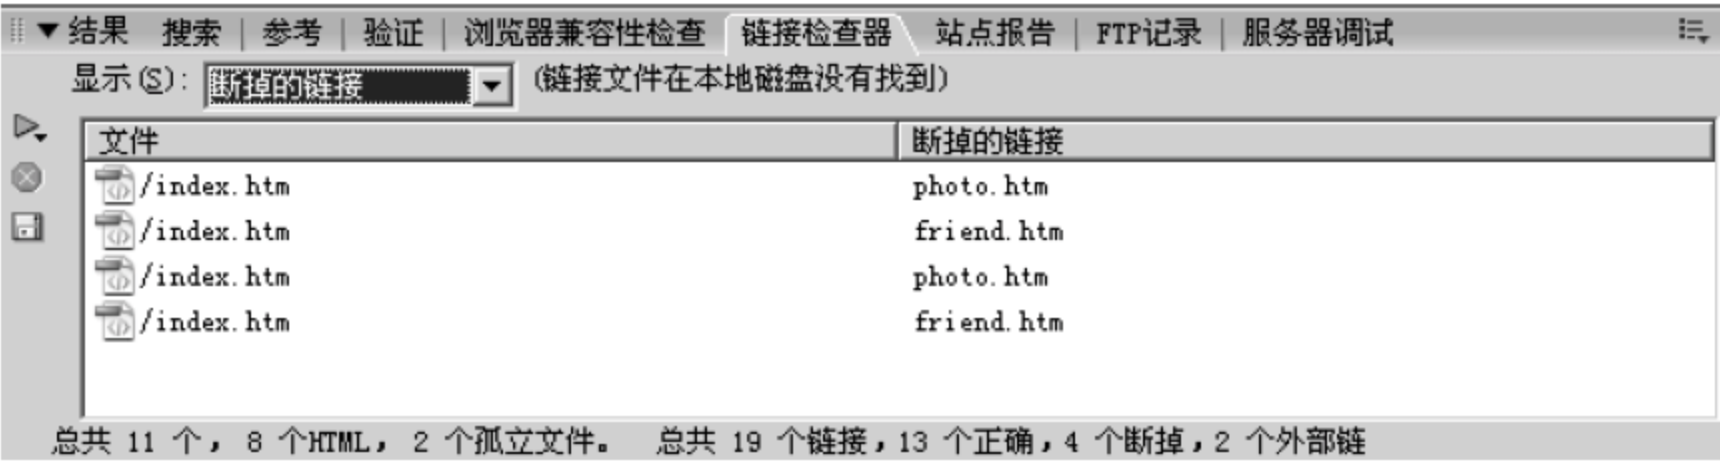 结果 搜索 | 参考 | 验证 | 浏览器兼容性检查 链接检查器 站点报告 | FTP记录 | 服务器调试
显示(S): 断掉的链接 (链接文件在本地磁盘没有找到)
文件 断掉的链接
/index.htm photo.htm
/index.htm friend.htm
/index.htm photo.htm
/index.htm friend.htm
总共 11 个, 8 个HTML, 2 个孤立文件。 总共 19 个链接,13 个正确,4 个断掉,2 个外部链